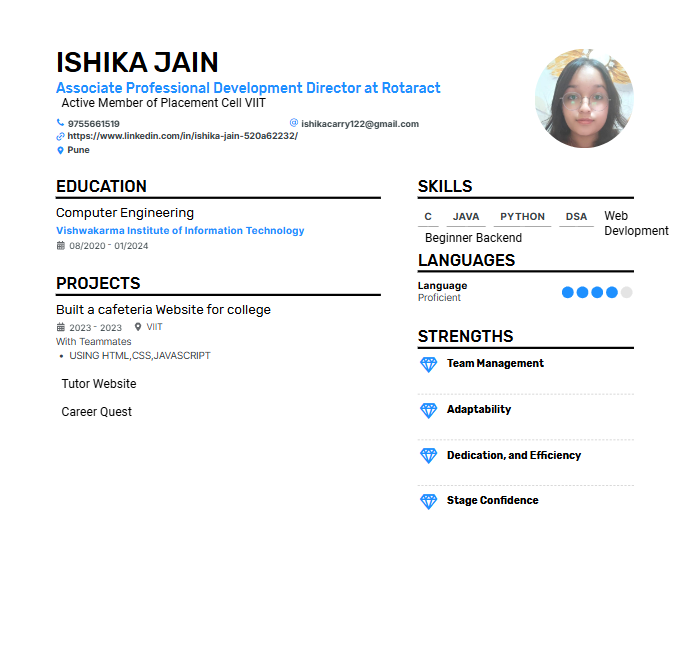 ISHIKA JAIN
Associate Professional Development Director at Rotaract
Active Member of Placement Cell VIIT
9755661519
ishikacarry122@gmail.com
https://www.linkedin.com/in/ishika-jain-520a62232/
Pune
EDUCATION
Computer Engineering
Vishwakarma Institute of Information Technology
08/2020 - 01/2024
PROJECTS
Built a cafeteria Website for college
2023 - 2023 VIIT
With Teammates
• USING HTML,CSS,JAVASCRIPT
Tutor Website
Career Quest
SKILLS
C JAVA PYTHON DSA Web
Devlopment
Beginner Backend
LANGUAGES
Language
Proficient
STRENGTHS
Team Management
Adaptability
Dedication, and Efficiency
Stage Confidence